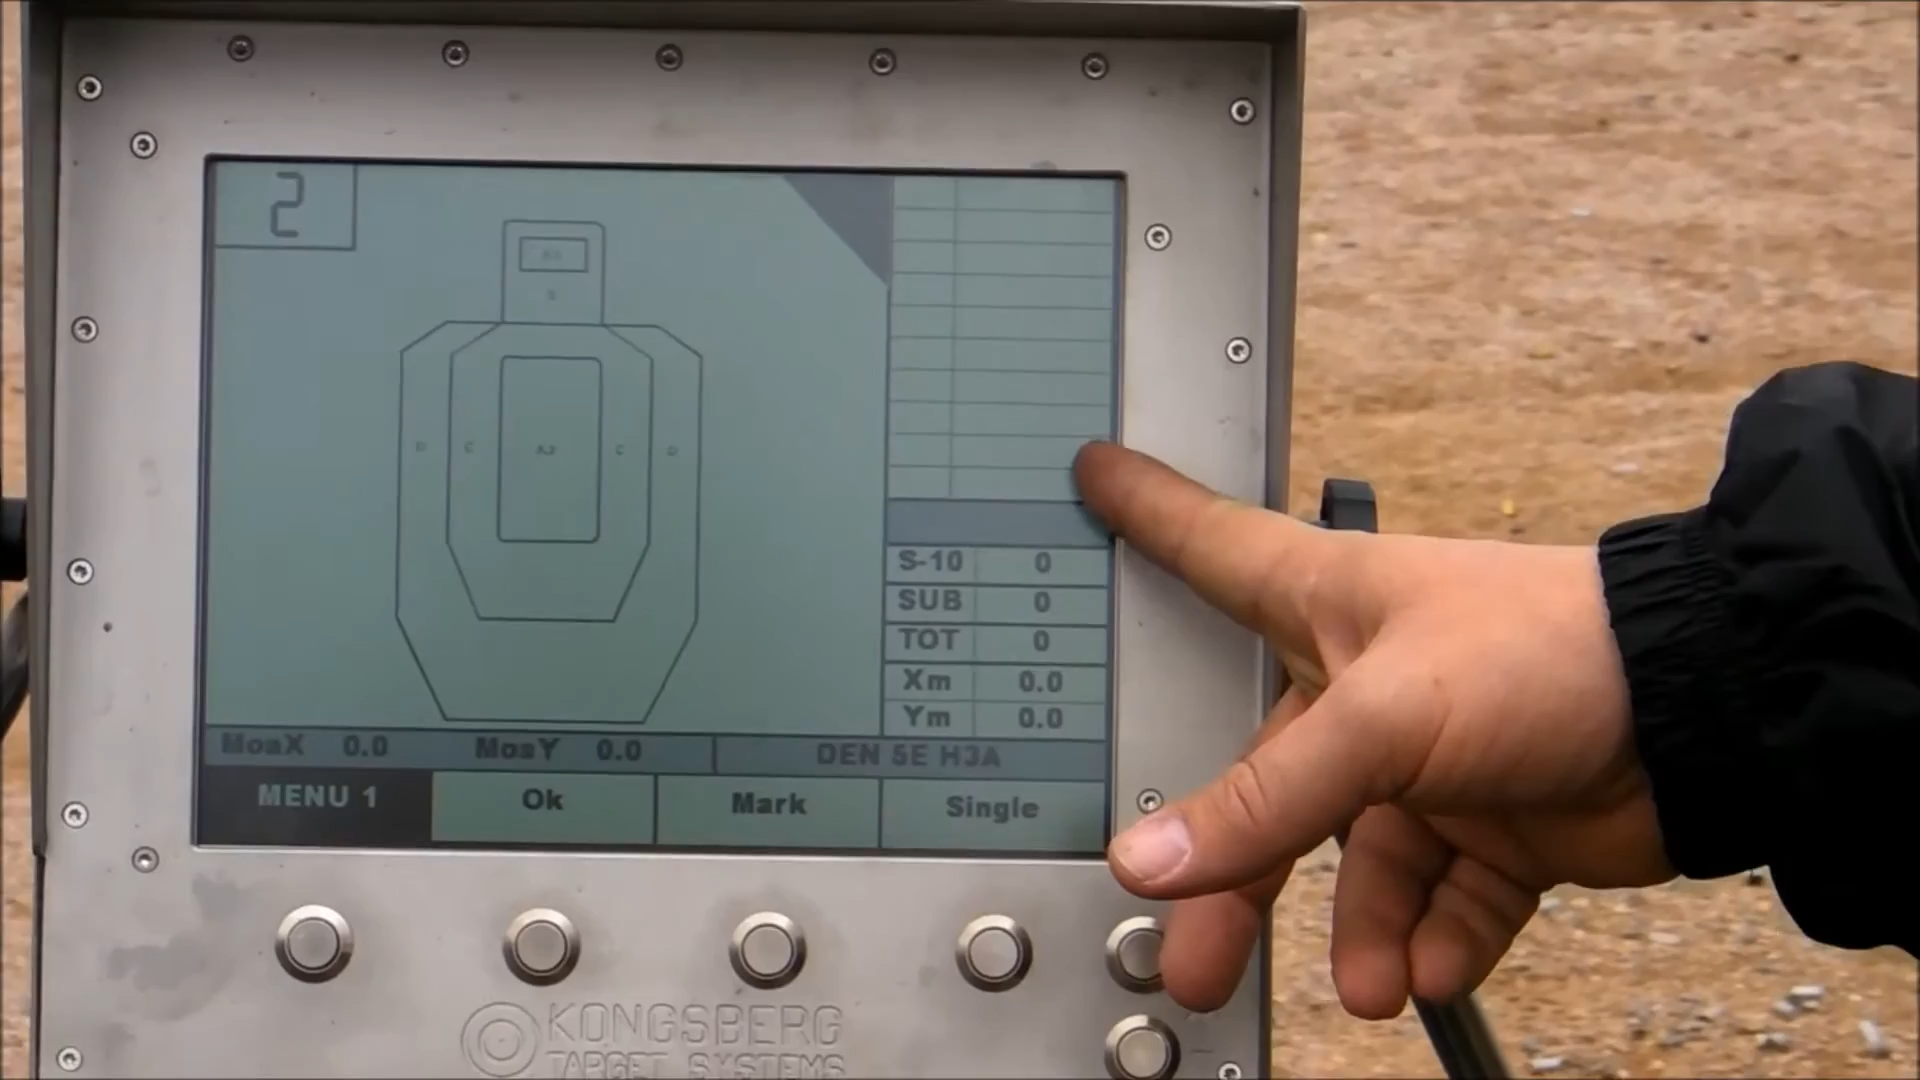 2
D C A2 C D
S-10 0
SUB 0
TOT 0
Xm 0.0
Ym 0.0
MoaX 0.0 MoaY 0.0 DEN 5E H3A
MENU 1 Ok Mark Single
KONGSBERG
TARGET SYSTEMS